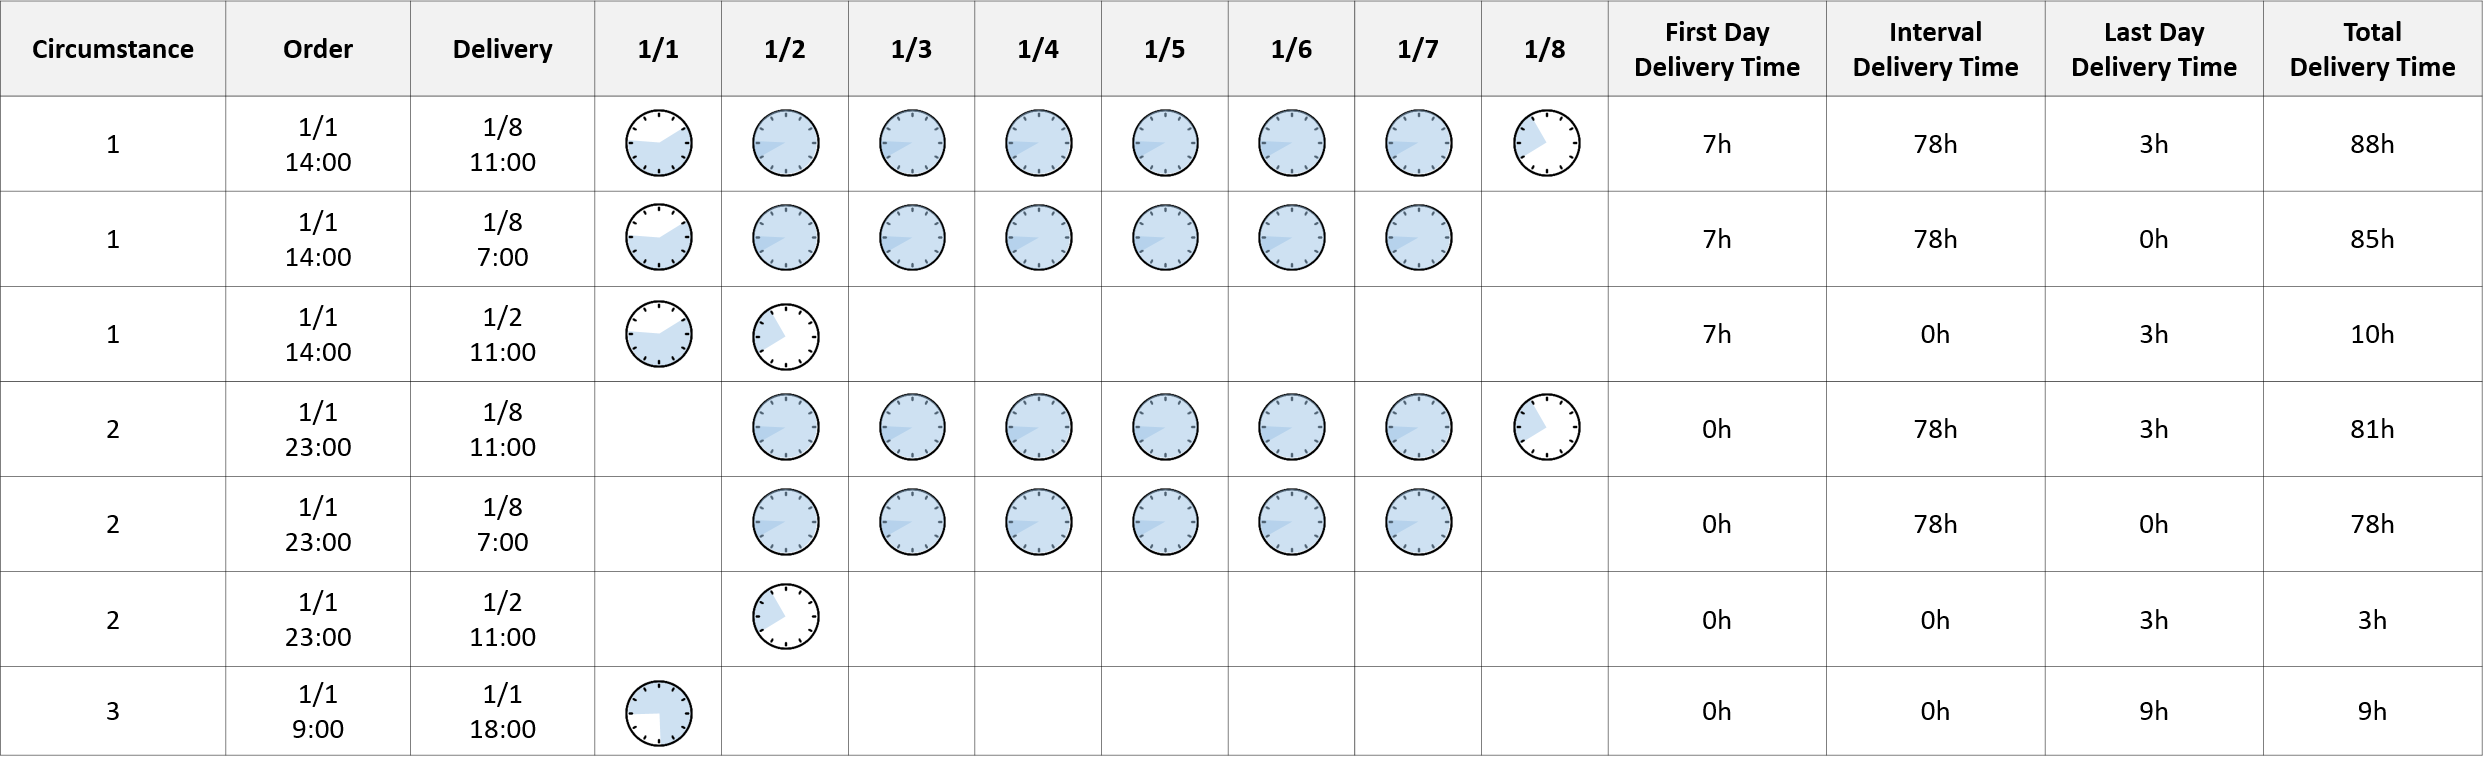 Circumstance Order Delivery 1/1 1/2 1/3 1/4 1/5 1/6 1/7 1/8 First Day Delivery Time Interval Delivery Time Last Day Delivery Time Total Delivery Time
1 1/1 14:00 1/8 11:00 7h 78h 3h 88h
1 1/1 14:00 1/8 7:00 7h 78h 0h 85h
1 1/1 14:00 1/2 11:00 7h 0h 3h 10h
2 1/1 23:00 1/8 11:00 0h 78h 3h 81h
2 1/1 23:00 1/8 7:00 0h 78h 0h 78h
2 1/1 23:00 1/2 11:00 0h 0h 3h 3h
3 1/1 9:00 1/1 18:00 0h 0h 9h 9h